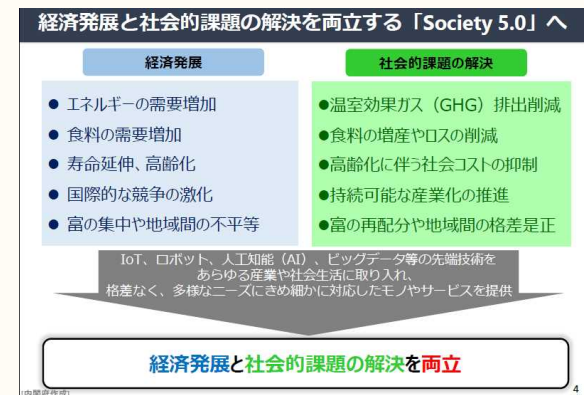 経済発展と社会的課題の解決を両立する「Society 5.0」へ
経済発展
● エネルギーの需要増加
● 食料の需要増加
● 寿命延伸、高齢化
● 国際的な競争の激化
● 富の集中や地域間の不平等
社会的課題の解決
●温室効果ガス（GHG）排出削減
●食料の増産やロスの削減
●高齢化に伴う社会コストの抑制
●持続可能な産業化の推進
●富の再配分や地域間の格差是正
IoT、ロボット、人工知能（AI）、ビッグデータ等の先端技術を
あらゆる産業や社会生活に取り入れ、
格差なく、多様なニーズにきめ細かに対応したモノやサービスを提供
経済発展と社会的課題の解決を両立
[内閣府作成]
4